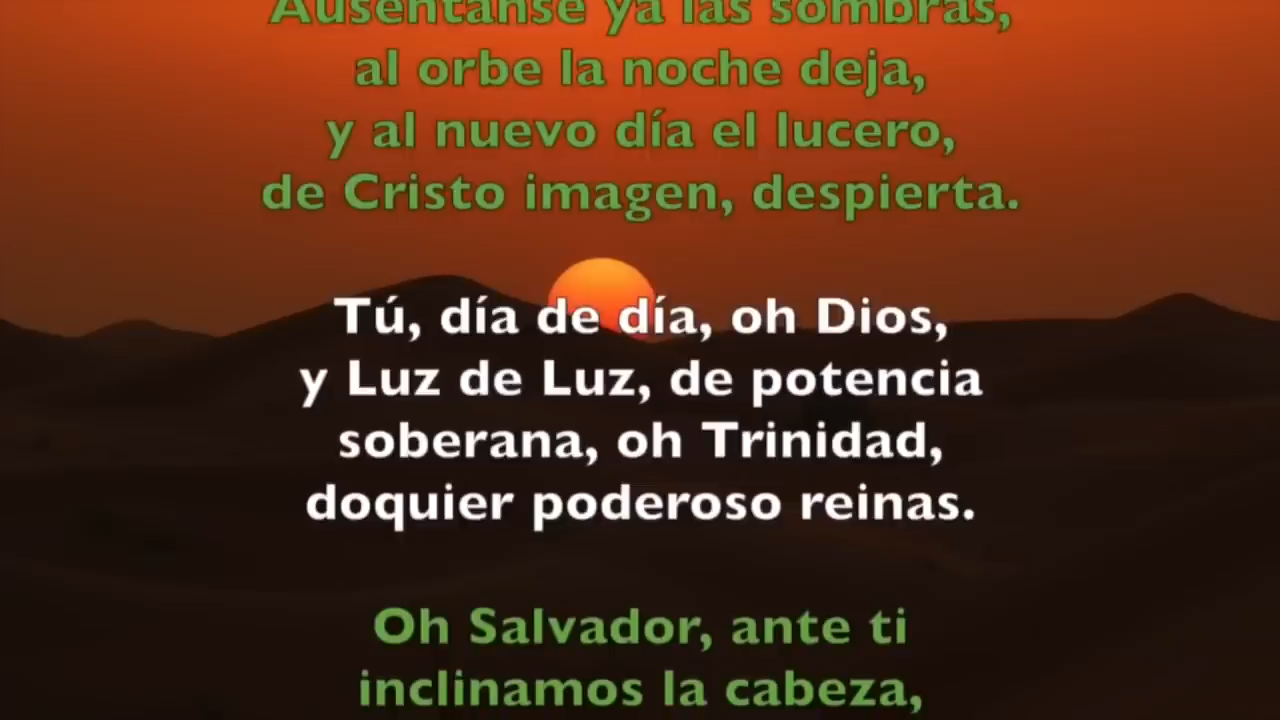 Auséntanse ya las sombras,
al orbe la noche deja,
y al nuevo día el lucero,
de Cristo imagen, despierta.
Tú, día de día, oh Dios,
y Luz de Luz, de potencia
soberana, oh Trinidad,
doquier poderoso reinas.
Oh Salvador, ante ti
inclinamos la cabeza,